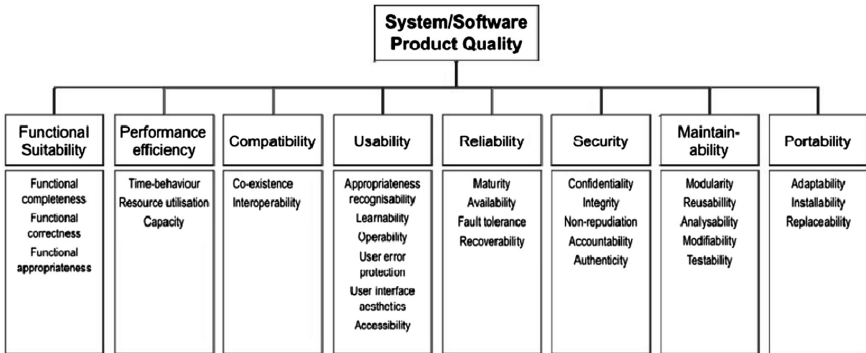 System/Software
Product Quality
Functional
Suitability
Performance
efficiency
Compatibility
Usability
Reliability
Security
Maintain-
ability
Portability
Functional
completeness
Functional
correctness
Functional
appropriateness
Time-behaviour
Resource utilisation
Capacity
Co-existence
Interoperability
Appropriateness
recognisability
Learnability
Operability
User error
protection
User interface
aesthetics
Accessibility
Maturity
Availability
Fault tolerance
Recoverability
Confidentiality
Integrity
Non-repudiation
Accountability
Authenticity
Modularity
Reusabillity
Analysability
Modifiability
Testability
Adaptability
Installability
Replaceability